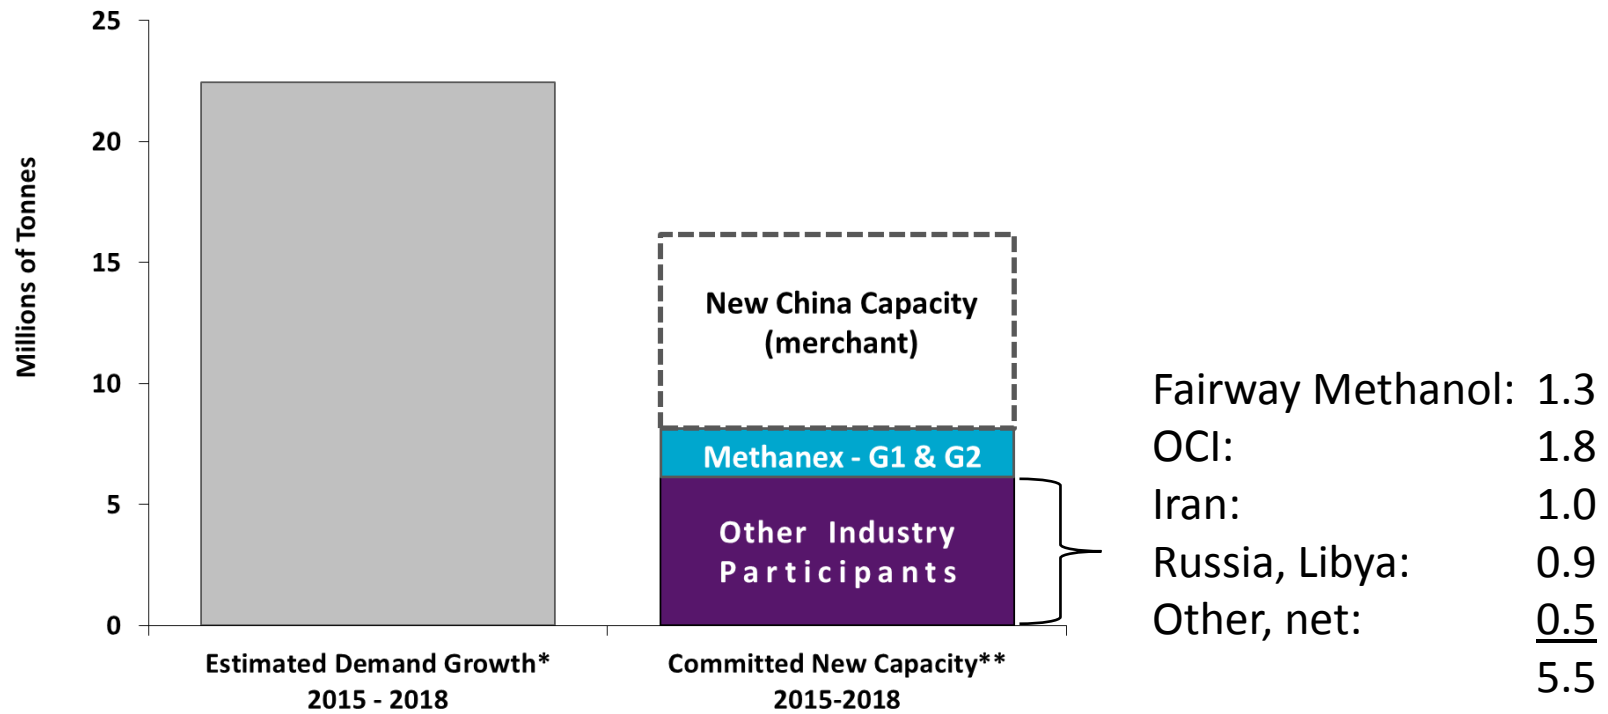 25
20
15
10
5
0
Millions of Tonnes
New China Capacity
(merchant)
Methanex - G1 & G2
Other Industry
Participants
Estimated Demand Growth*
2015 - 2018
Committed New Capacity**
2015-2018
Fairway Methanol: 1.3
OCI: 1.8
Iran: 1.0
Russia, Libya: 0.9
Other, net: 0.5
5.5